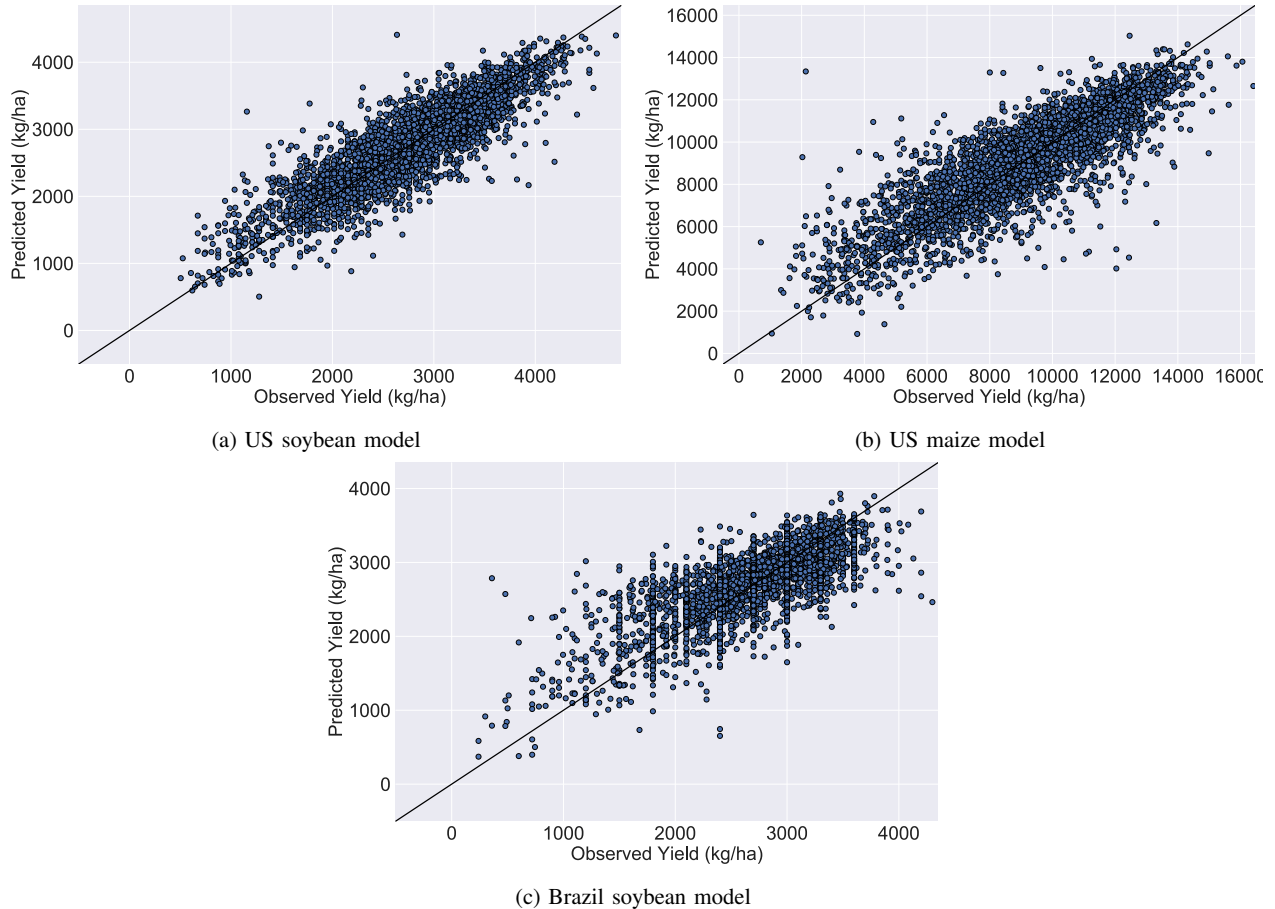 4000
3000
2000
1000
0
Predicted Yield (kg/ha)
0 1000 2000 3000 4000
Observed Yield (kg/ha)
(a) US soybean model
16000
14000
12000
10000
8000
6000
4000
2000
0
Predicted Yield (kg/ha)
0 2000 4000 6000 8000 10000 12000 14000 16000
Observed Yield (kg/ha)
(b) US maize model
4000
3000
2000
1000
0
Predicted Yield (kg/ha)
0 1000 2000 3000 4000
Observed Yield (kg/ha)
(c) Brazil soybean model